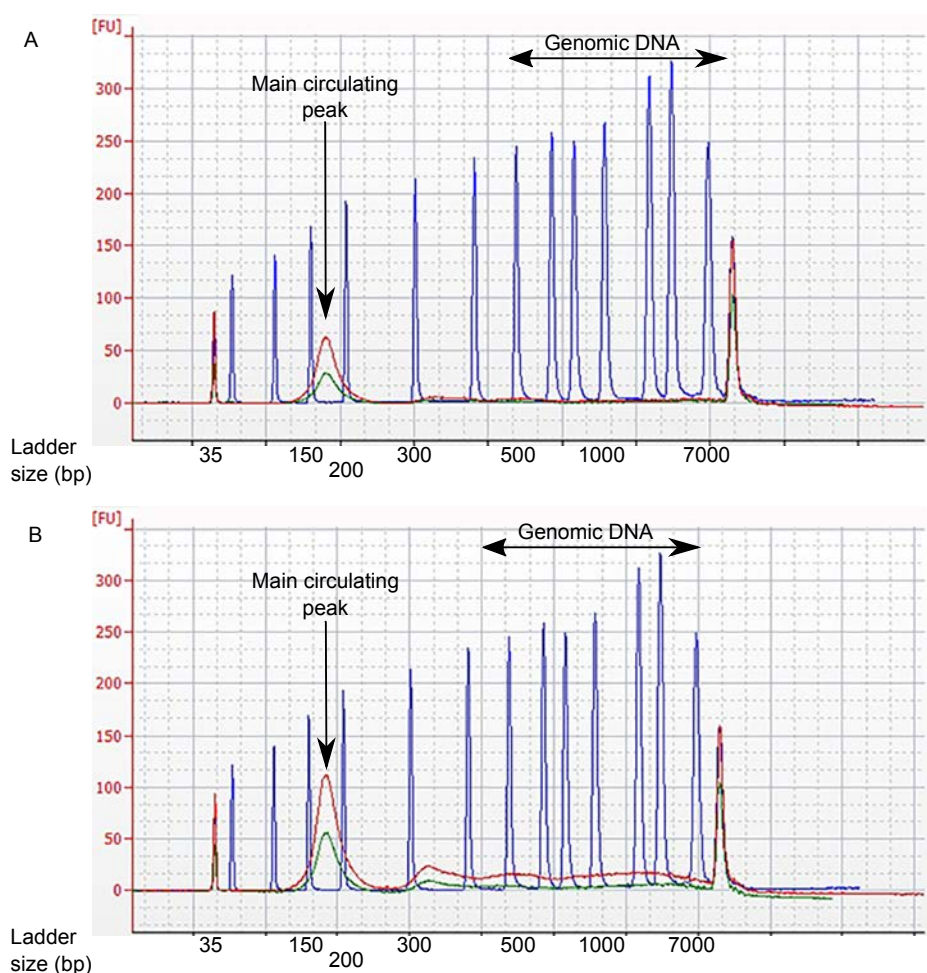 A
[FU]
Genomic DNA
Main circulating
peak
300
250
200
150
100
50
0
Ladder
size (bp)
35
150
200
300
500
1000
7000
B
[FU]
Genomic DNA
Main circulating
peak
300
250
200
150
100
50
0
Ladder
size (bp)
35
150
200
300
500
1000
7000